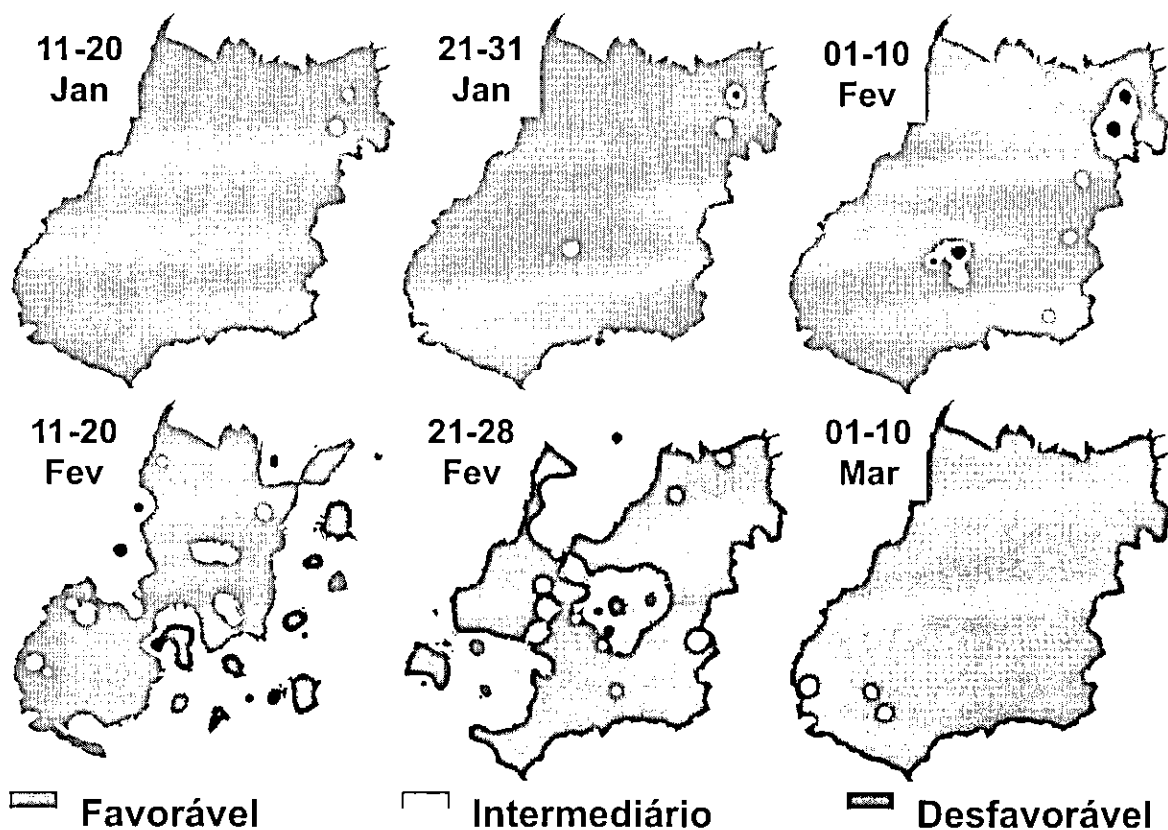 11-20
Jan
21-31
Jan
01-10
Fev
11-20
Fev
21-28
Fev
01-10
Mar
Favorável
Intermediário
Desfavorável